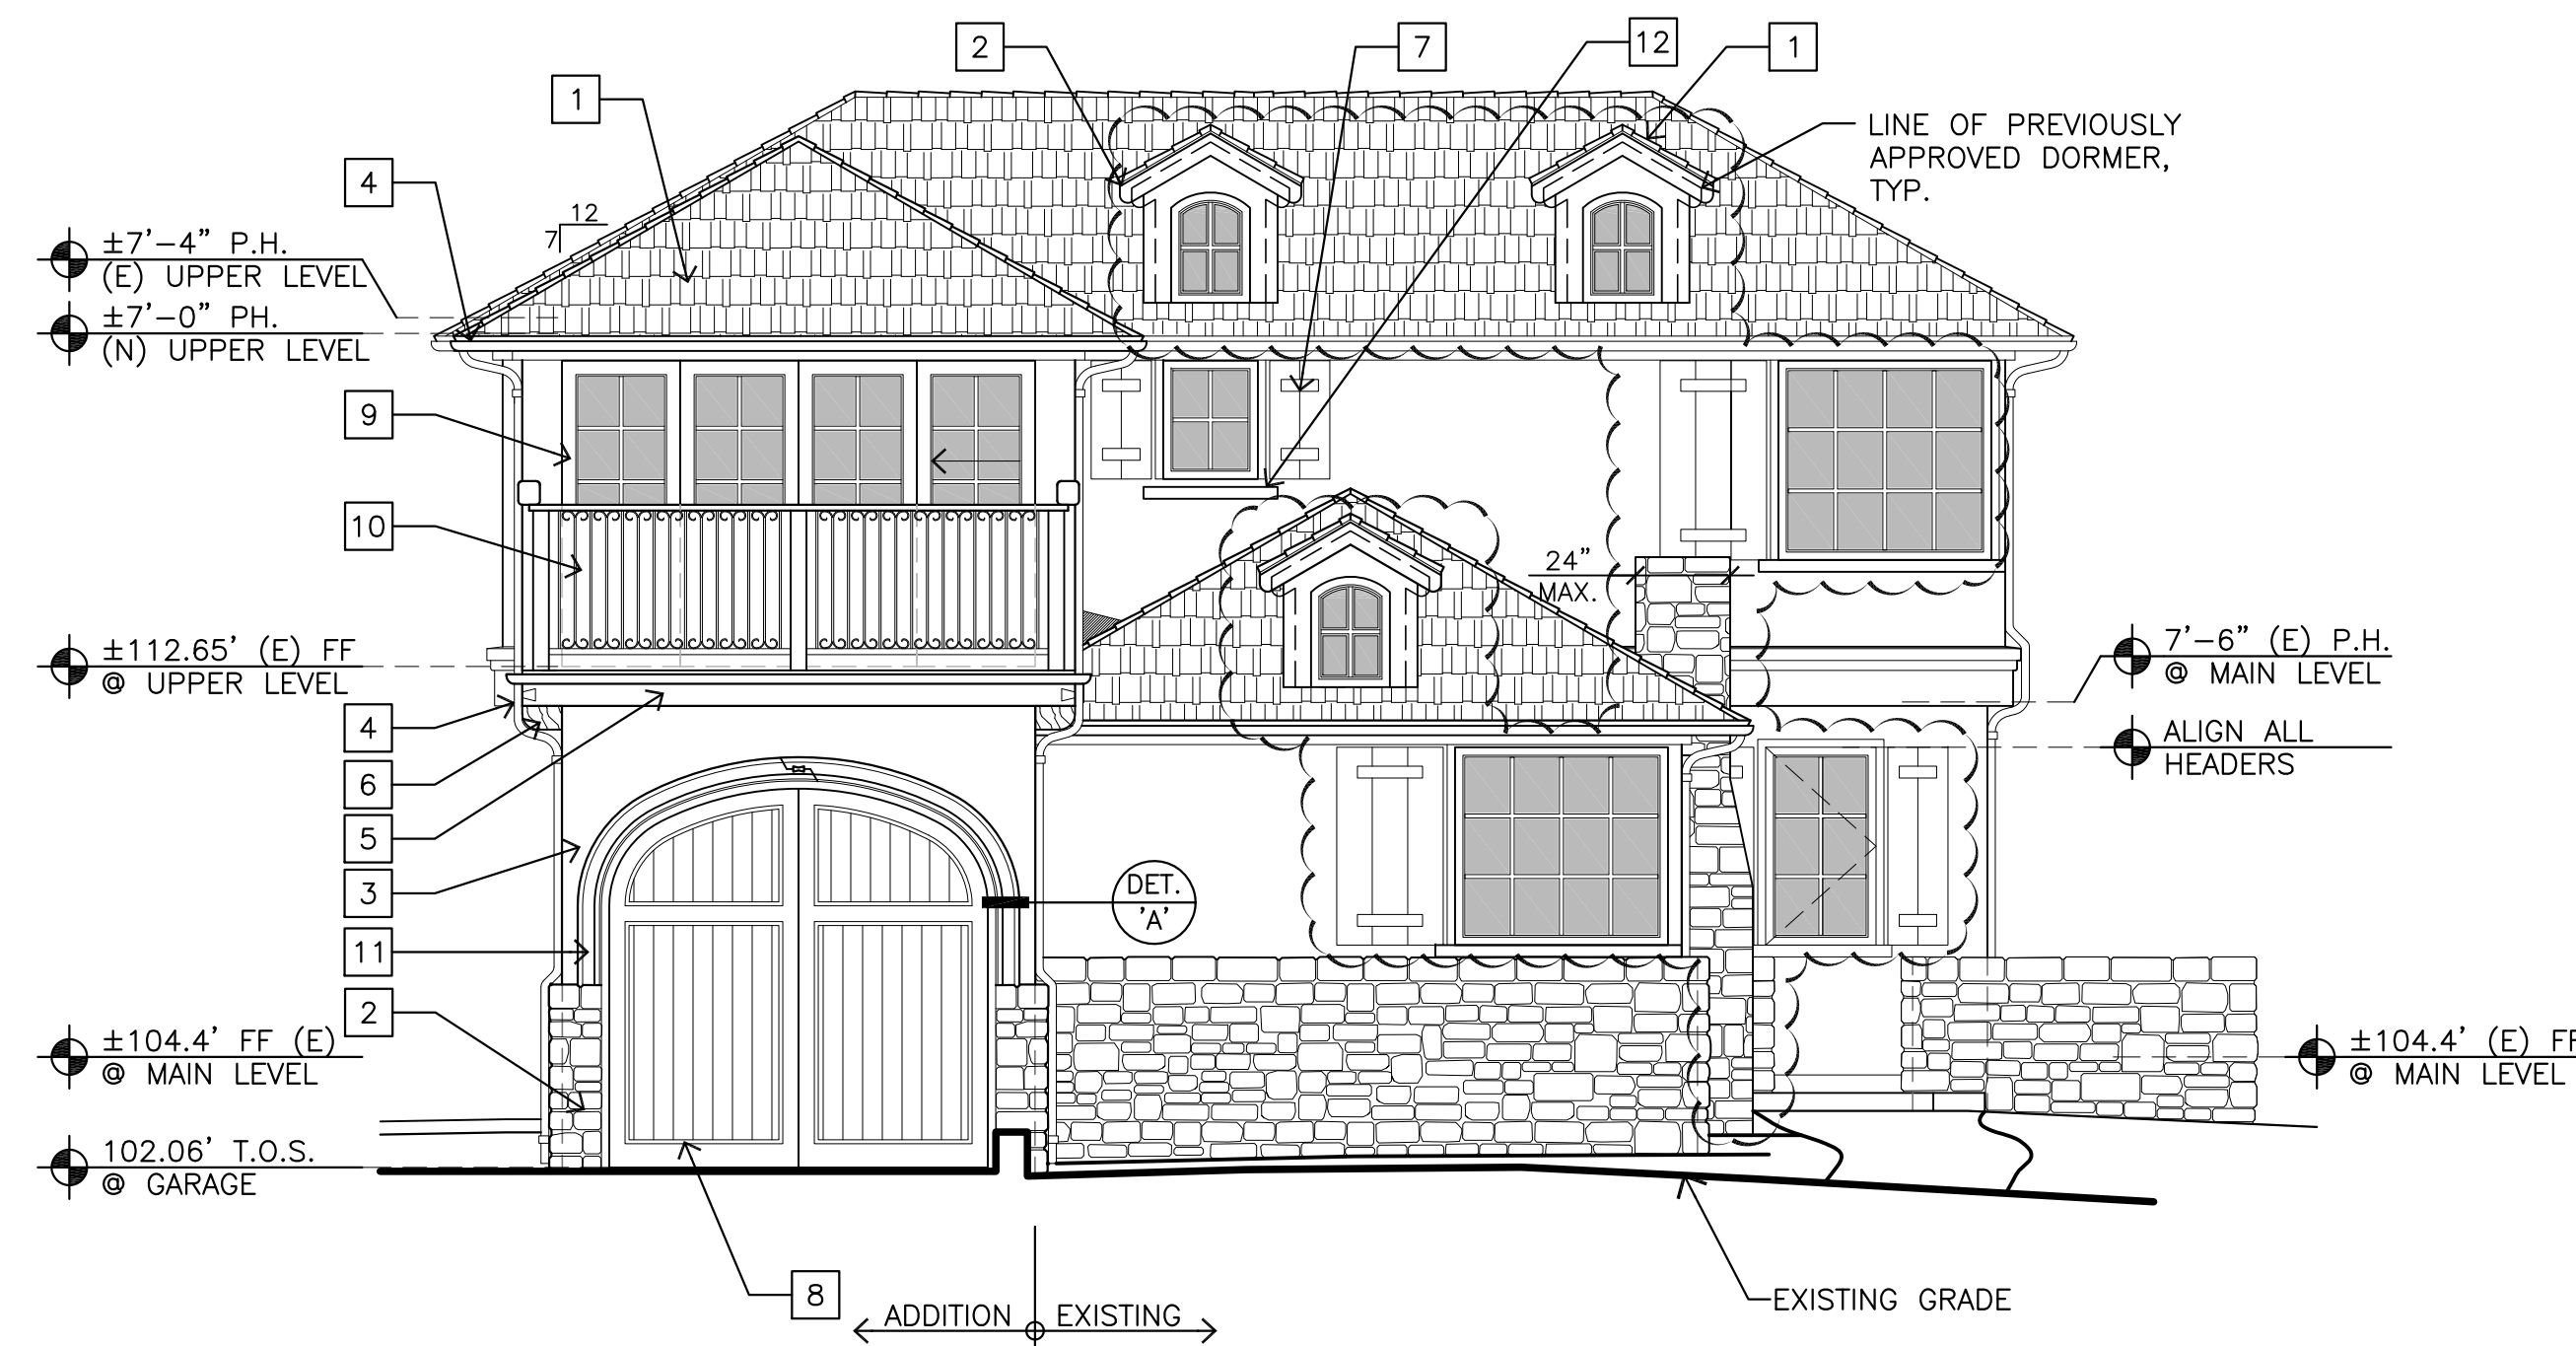 2
7
12
1
1
LINE OF PREVIOUSLY
APPROVED DORMER,
TYP.
4
12
7
±7'-4" P.H.
(E) UPPER LEVEL
±7'-0" PH.
(N) UPPER LEVEL
9
10
24"
MAX.
±112.65' (E) FF
@ UPPER LEVEL
7'-6" (E) P.H.
@ MAIN LEVEL
4
ALIGN ALL
HEADERS
6
5
3
DET.
'A'
11
2
±104.4' FF (E)
@ MAIN LEVEL
±104.4' (E) FF
@ MAIN LEVEL
102.06' T.O.S.
@ GARAGE
8
EXISTING GRADE
ADDITION EXISTING